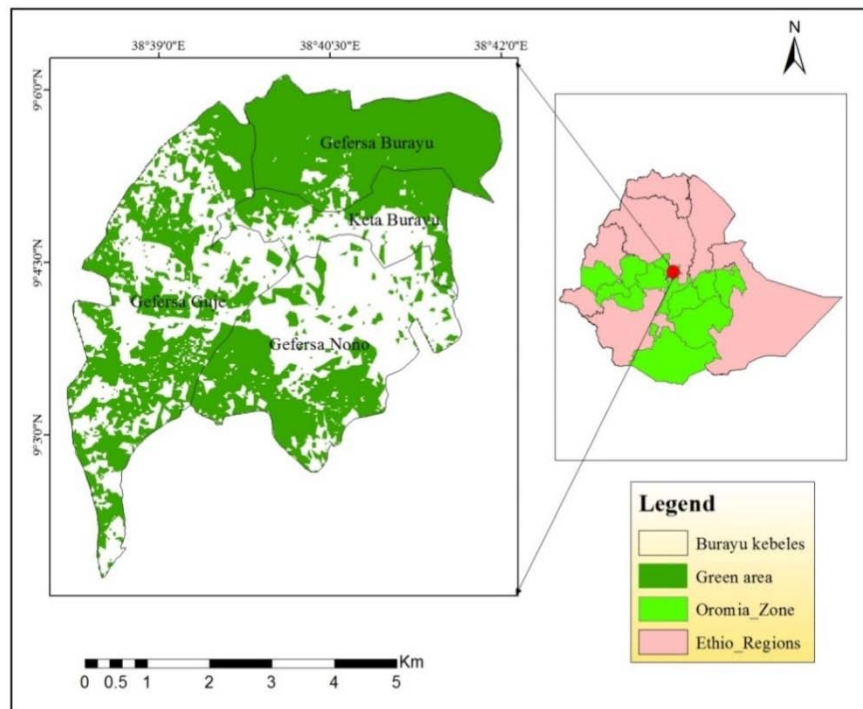 38°39'0"E
38°40'30"E
38°42'0"E
N
9°6'0"N
9°4'30"N
9°3'0"N
Gefersa Burayu
Keta Burayu
Gefersa Guje
Gefersa Nono
Legend
Burayu kebeles
Green area
Oromia_Zone
Ethio_Regions
Km
0 0.5 1 2 3 4 5